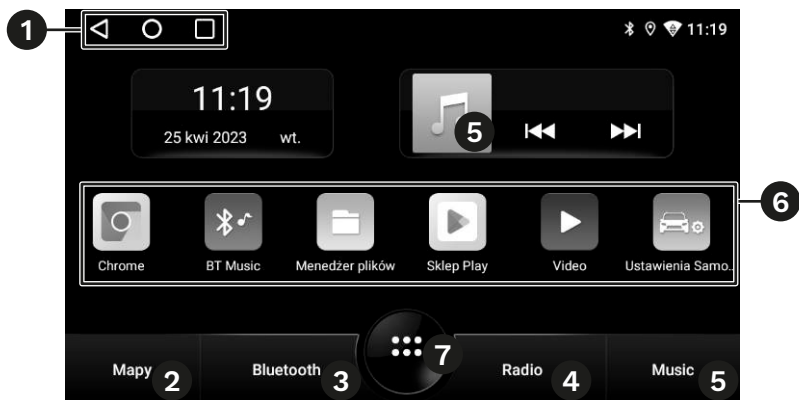 1
11:19
11:19
25 kwi 2023 wt.
5
6
Chrome BT Music Menedżer plików Sklep Play Video Ustawienia Samo..
7
Mapy 2 Bluetooth 3 Radio 4 Music 5